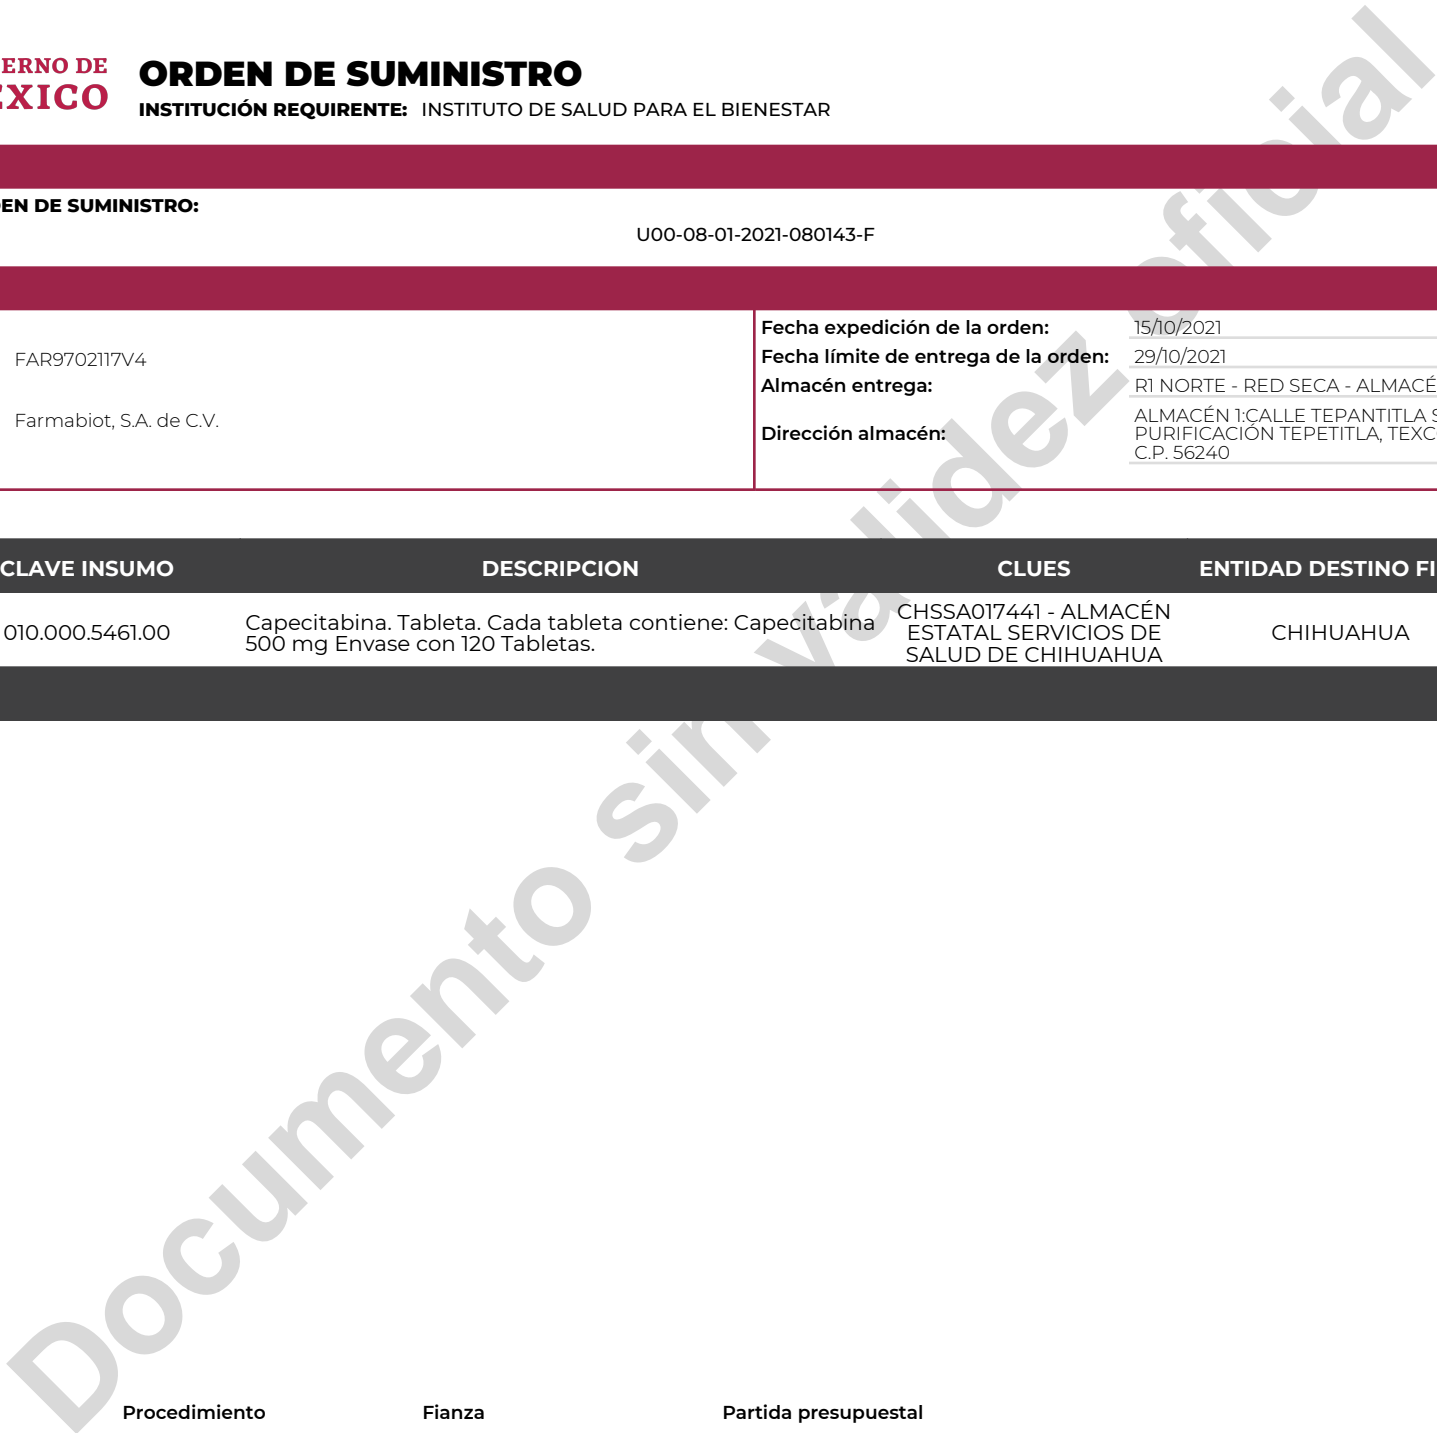 ERNO DE
ÉXICO
ORDEN DE SUMINISTRO
INSTITUCIÓN REQUIRENTE: INSTITUTO DE SALUD PARA EL BIENESTAR
EN DE SUMINISTRO:
U00-08-01-2021-080143-F
FAR9702117V4
Farmabiot, S.A. de C.V.
Fecha expedición de la orden: 15/10/2021
Fecha límite de entrega de la orden: 29/10/2021
Almacén entrega: R1 NORTE - RED SECA - ALMACÉ
Dirección almacén:
ALMACÉN 1:CALLE TEPANTITLA S
PURIFICACIÓN TEPETITLA, TEXC
C.P. 56240
CLAVE INSUMO DESCRIPCION CLUES ENTIDAD DESTINO FI
010.000.5461.00
Capecitabina. Tableta. Cada tableta contiene: Capecitabina
500 mg Envase con 120 Tabletas.
CHSSA017441 - ALMACÉN
ESTATAL SERVICIOS DE
SALUD DE CHIHUAHUA
CHIHUAHUA
Documento sin validez oficial
Procedimiento Fianza Partida presupuestal